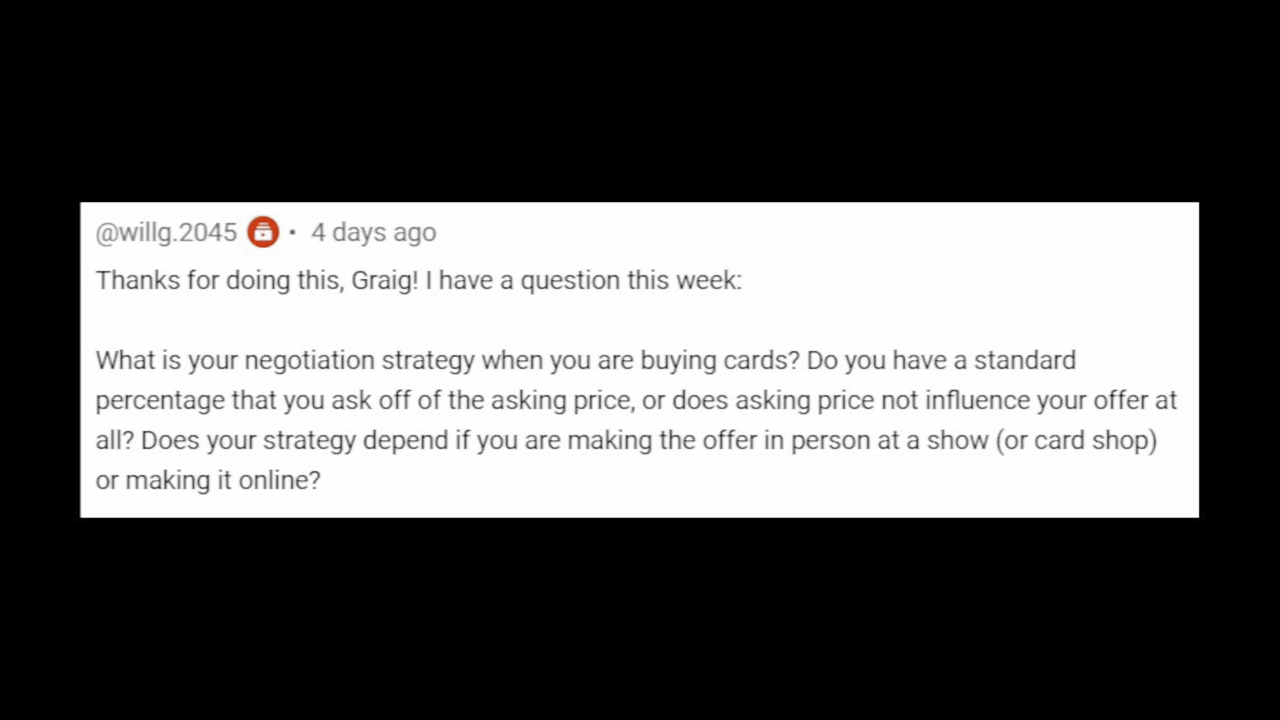 @willg.2045 • 4 days ago
Thanks for doing this, Graig! I have a question this week:
What is your negotiation strategy when you are buying cards? Do you have a standard
percentage that you ask off of the asking price, or does asking price not influence your offer at
all? Does your strategy depend if you are making the offer in person at a show (or card shop)
or making it online?